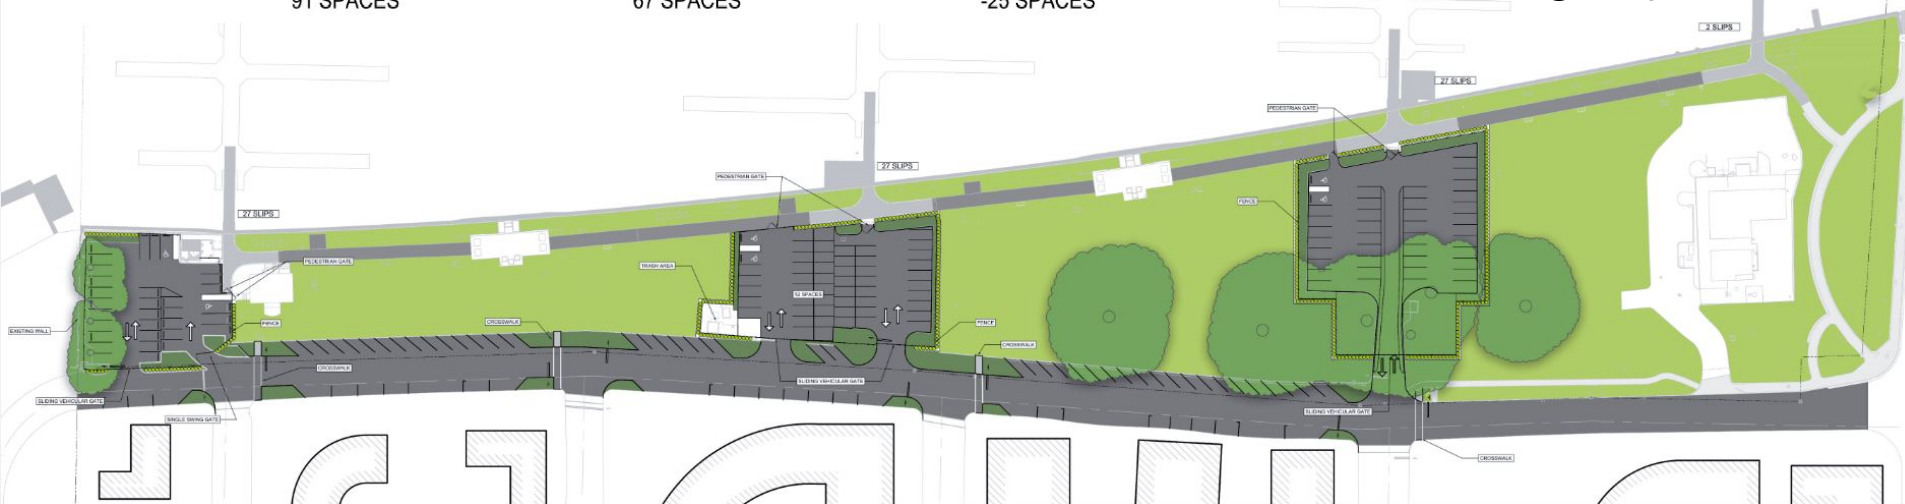 91 SPACES
67 SPACES
-25 SPACES
2 SLIPS
27 SLIPS
PEDESTRIAN GATE
27 SLIPS
PEDESTRIAN GATE
FENCE
27 SLIPS
PEDESTRIAN GATE
TRASH AREA
52 SPACES
EXISTING WALL
FENCE
CROSSWALK
FENCE
CROSSWALK
CROSSWALK
SLIDING VEHICULAR GATE
SLIDING VEHICULAR GATE
SINGLE SWING GATE
SLIDING VEHICULAR GATE
CROSSWALK